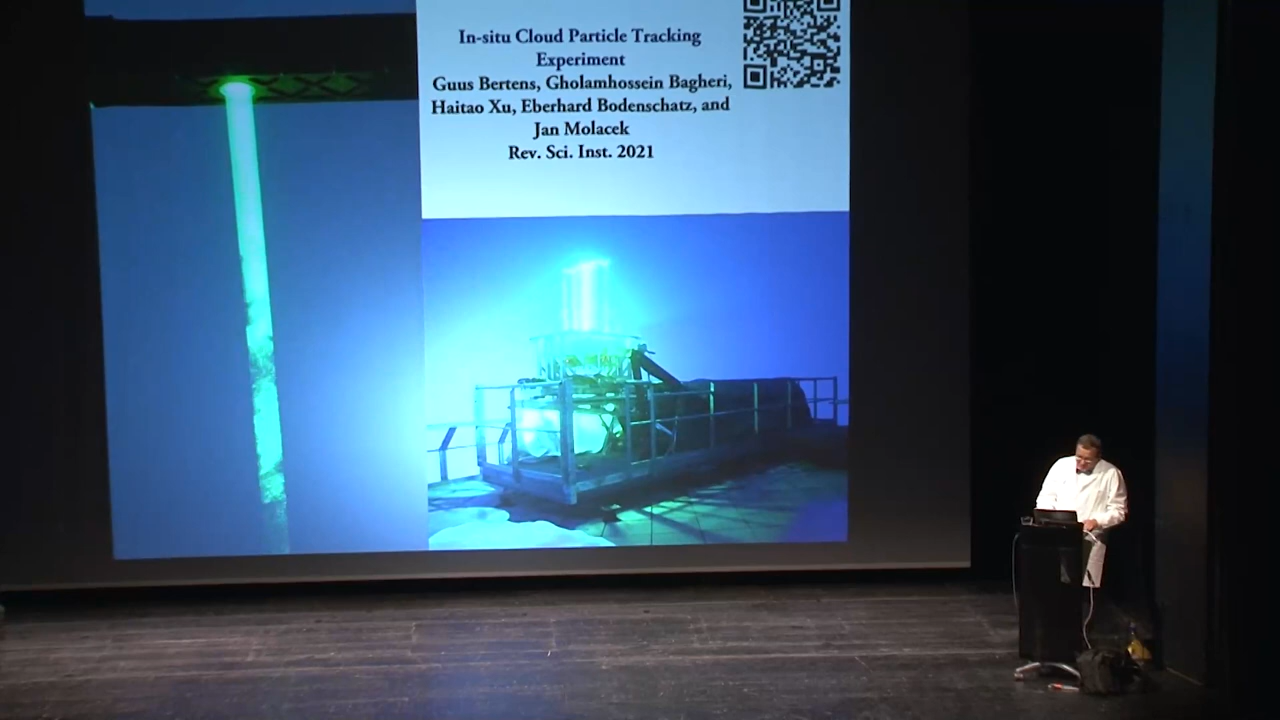 In-situ Cloud Particle Tracking
Experiment
Guus Bertens, Gholamhossein Bagheri,
Haitao Xu, Eberhard Bodenschatz, and
Jan Molacek
Rev. Sci. Inst. 2021